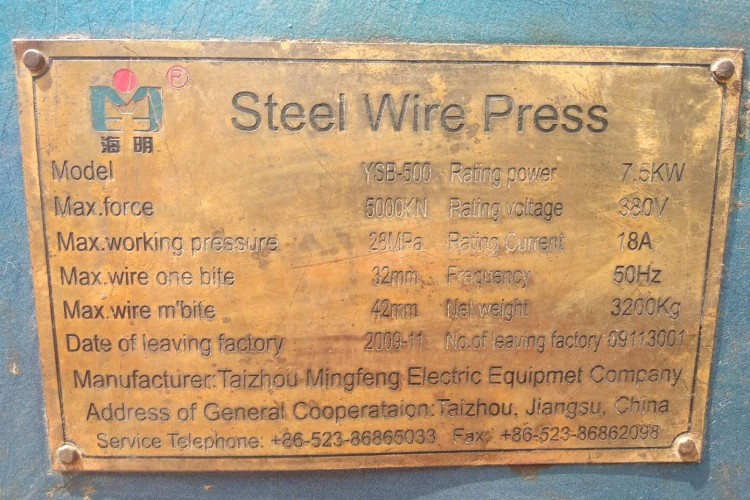 R
Steel Wire Press
海明
Model YSB-500 Rating power 7.5KW
Max.force 5000KN Rating voltage 380V
Max.working pressure 28MPa Rating Current 18A
Max.wire one bite 32mm Frequency 50Hz
Max.wire m'bite 42mm Net weight 3200Kg
Date of leaving factory 2009-11 No.of leaving factory 09113001
Manufacturer:Taizhou Mingfeng Electric Equipmet Company
Address of General Cooperataion:Taizhou, Jiangsu, China
Service Telephone: +86-523-86865033 Fax: +86-523-86862098